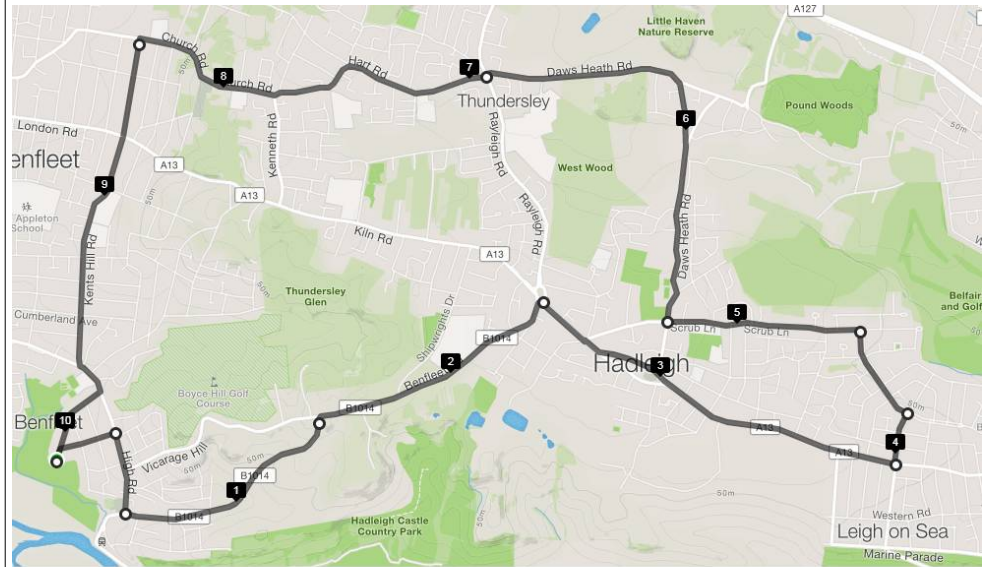 A127
Little Haven
Nature Reserve
Church Rd
50m
8
Church Rd
Hart Rd
7
Thundersley
Daws Heath Rd
Pound Woods
50m
6
London Rd
enfleet
A13
Kenneth Rd
Rayleigh Rd
West Wood
9
50m
A13
Rayleigh Rd
Appleton
School
Kiln Rd
A13
Daws Heath Rd
Kents Hill Rd
Thundersley
Glen
Belfair
and Golf
Cumberland Ave
Shipwrights Dr
5
Scrub Ln
Scrub Ln
B1014
2
Benfleet
Hadleigh
3
Boyce Hill Golf
Course
50m
10
Benfleet
B1014
A13
4
B
High Rd
Vicarage Hill
50m
50m
A13
B1014
1
50m
B1014
Hadleigh Castle
Country Park
Western Rd
Leigh on Sea
Marine Parade